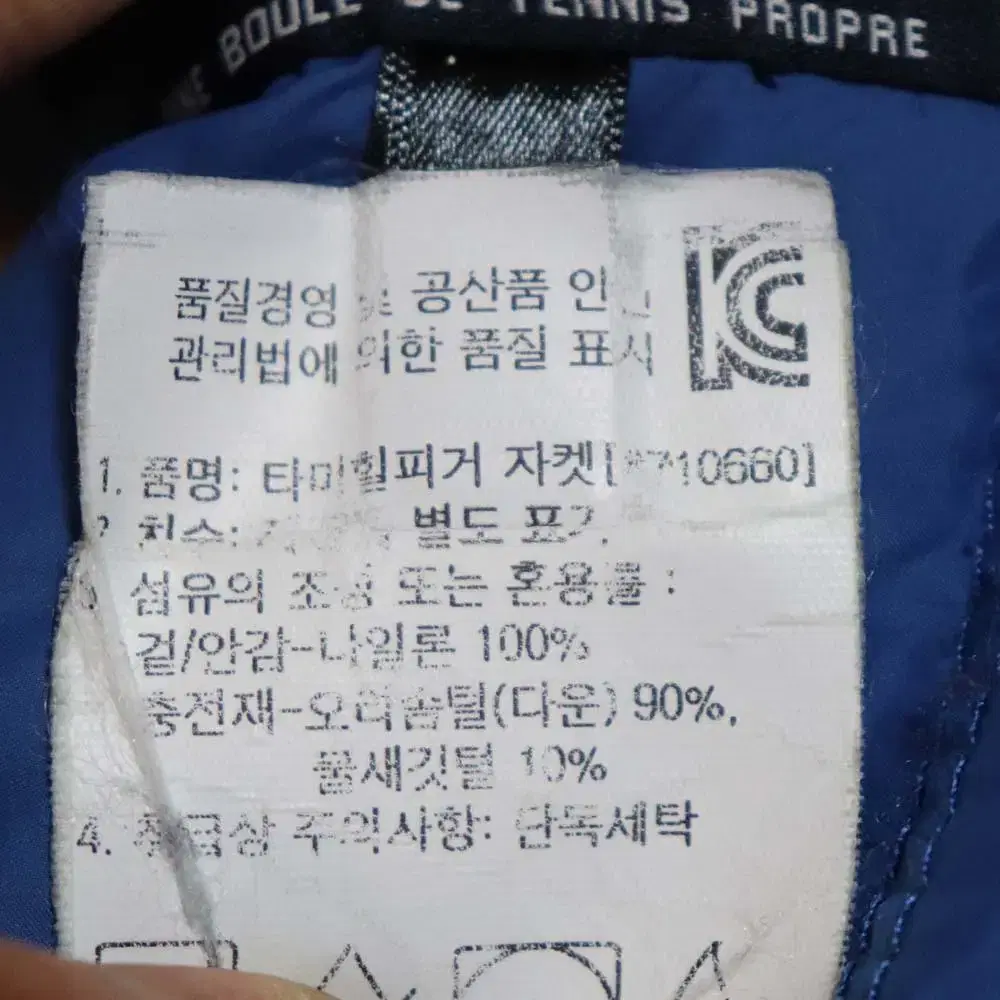 BOULE DE TENNIS PROPRE
품질경영 및 공산품 안전
관리법에 의한 품질 표시
KC
1. 품명: 타미힐피거 자켓[ 710660]
2. 치수: 별도 표기.
3 섬유의 조성 또는 혼용률 :
겉/안감-나일론 100%
충전재-오리솜털(다운) 90%,
물새깃털 10%
4. 취급상 주의사항: 단독세탁